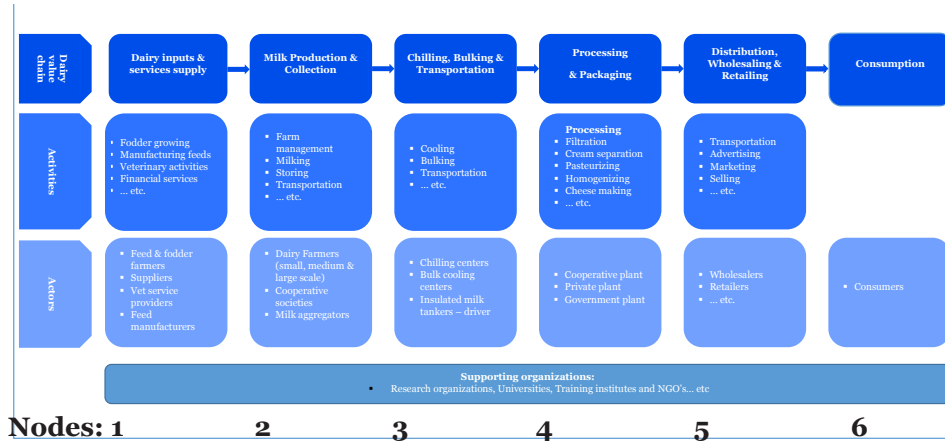 Dairy
value
chain
Dairy inputs &
services supply
Milk Production &
Collection
Chilling, Bulking &
Transportation
Processing
& Packaging
Distribution,
Wholesaling &
Retailing
Consumption
Activities
Fodder growing
Manufacturing feeds
Veterinary activities
Financial services
... etc.
Farm
management
Milking
Storing
Transportation
... etc.
Cooling
Bulking
Transportation
... etc.
Processing
Filtration
Cream separation
Pasteurizing
Homogenizing
Cheese making
... etc.
Transportation
Advertising
Marketing
Selling
... etc.
Actors
Feed & fodder
farmers
Suppliers
Vet service
providers
Feed
manufacturers
Dairy Farmers
(small, medium &
large scale)
Cooperative
societies
Milk aggregators
Chilling centers
Bulk cooling
centers
Insulated milk
tankers – driver
Cooperative plant
Private plant
Government plant
Wholesalers
Retailers
... etc.
Consumers
Supporting organizations:
Research organizations, Universities, Training institutes and NGO's... etc
Nodes: 1 2 3 4 5 6